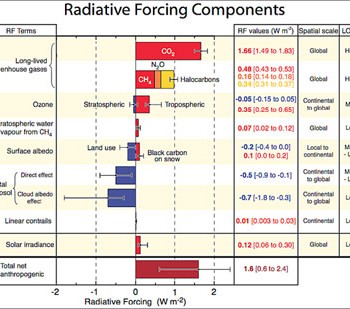 Radiative Forcing Components
RF Terms RF values (W m-2) Spatial scale LO
Long-lived
eenhouse gases
CO2 1.66 [1.49 to 1.83] Global H
N2O
CH4 Halocarbons
0.48 [0.43 to 0.53]
0.16 [0.14 to 0.18]
0.34 [0.31 to 0.37]
Global H
Ozone Stratospheric Tropospheric
-0.05 [-0.15 to 0.05]
0.35 [0.25 to 0.65]
Continental
to global
M
ratospheric water
vapour from CH4
0.07 [0.02 to 0.12] Global L
Surface albedo Land use
Black carbon
on snow
-0.2 [-0.4 to 0.0]
0.1 [0.0 to 0.2]
Local to
continental
M
- L
tal
osol
Direct effect
-0.5 [-0.9 to -0.1]
Continental
to global
M
- L
Cloud albedo
effect
-0.7 [-1.8 to -0.3]
Continental
to global
L
Linear contrails 0.01 [0.003 to 0.03] Continental L
Solar irradiance 0.12 [0.06 to 0.30] Global L
Total net
anthropogenic
1.6 [0.6 to 2.4]
-2 -1 0 1 2
Radiative Forcing (W m-2)